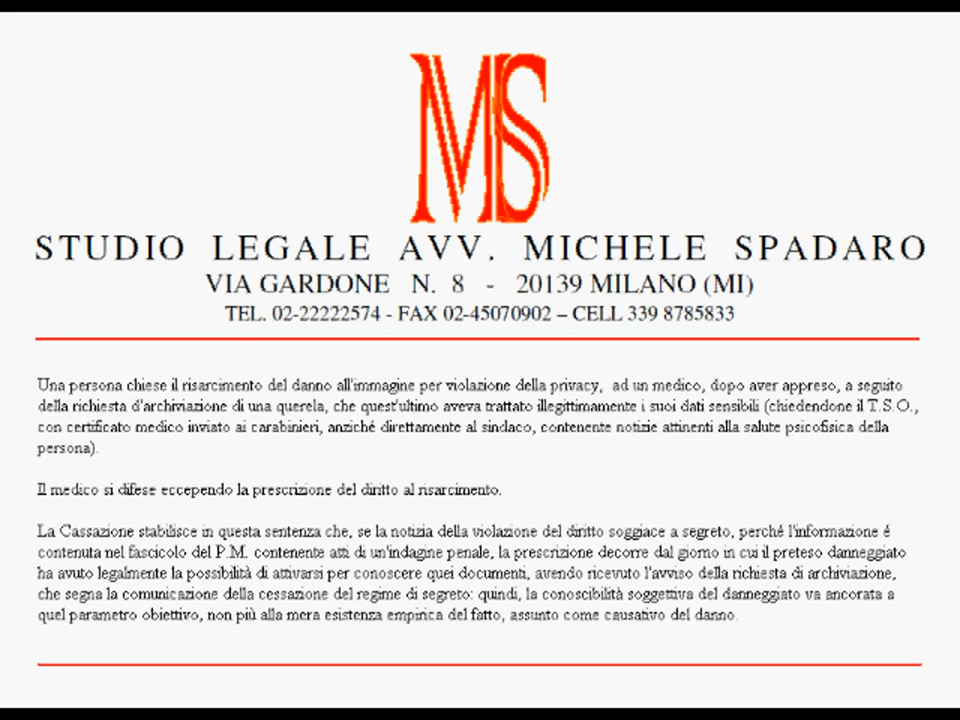 MS
STUDIO LEGALE AVV. MICHELE SPADARO
VIA GARDONE N. 8 - 20139 MILANO (MI)
TEL. 02-22222574 - FAX 02-45070902 – CELL 339 8785833
Una persona chiese il risarcimento del danno all'immagine per violazione della privacy, ad un medico, dopo aver appreso, a seguito
della richiesta d'archiviazione di una querela, che quest'ultimo aveva trattato illegittimamente i suoi dati sensibili (chiedendone il T.S.O.,
con certificato medico inviato ai carabinieri, anziché direttamente al sindaco, contenente notizie attinenti alla salute psicofisica della
persona).
Il medico si difese eccependo la prescrizione del diritto al risarcimento.
La Cassazione stabilisce in questa sentenza che, se la notizia della violazione del diritto soggiace a segreto, perché l'informazione é
contenuta nel fascicolo del P.M. contenente atti di un'indagine penale, la prescrizione decorre dal giorno in cui il preteso danneggiato
ha avuto legalmente la possibilità di attivarsi per conoscere quei documenti, avendo ricevuto l'avviso della richiesta di archiviazione,
che segna la comunicazione della cessazione del regime di segreto: quindi, la conoscibilità soggettiva del danneggiato va ancorata a
quel parametro obiettivo, non più alla mera esistenza empirica del fatto, assunto come causativo del danno.